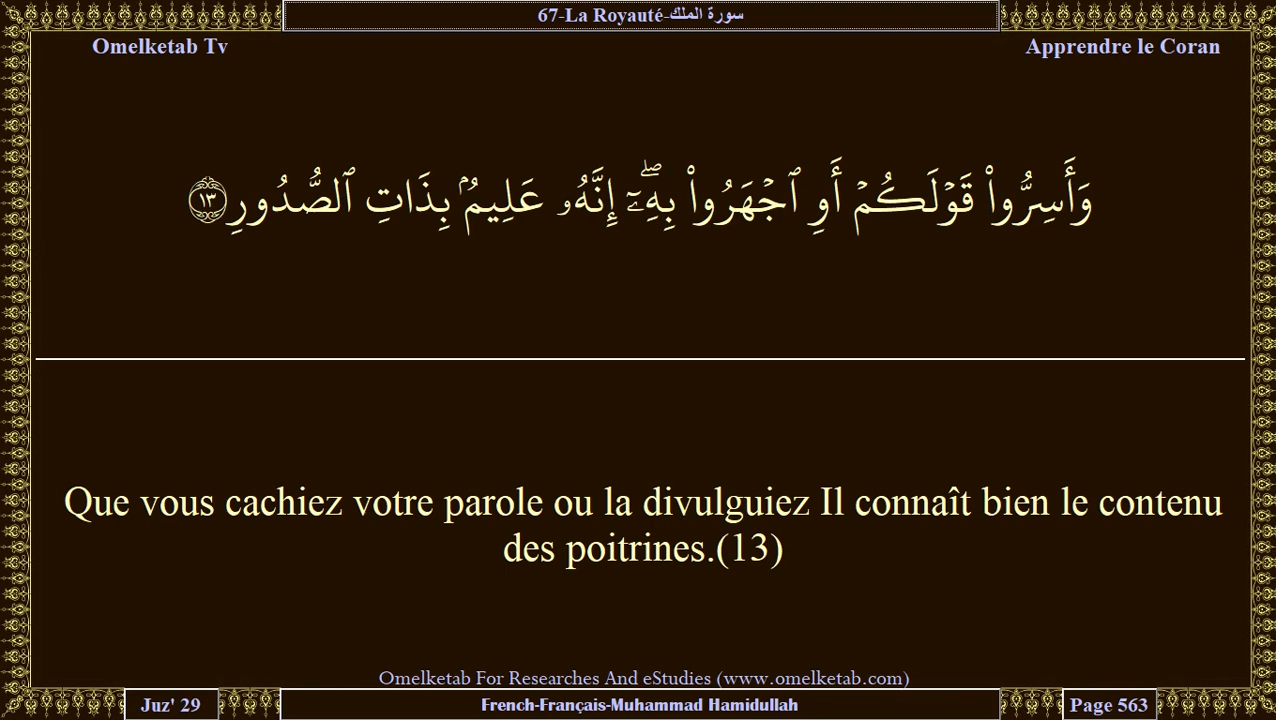 67-La Royauté-سورة الملك
Omelketab Tv
Apprendre le Coran
وَأَسِرُّوا۟ قَوْلَكُمْ أَوِ ٱجْهَرُوا۟ بِهِۦٓ ۖ إِنَّهُۥ عَلِيمٌۢ بِذَاتِ ٱلصُّدُورِ ١٣
Que vous cachiez votre parole ou la divulguiez Il connaît bien le contenu
des poitrines.(13)
Omelketab For Researches And eStudies (www.omelketab.com)
Juz' 29
French-Français-Muhammad Hamidullah
Page 563